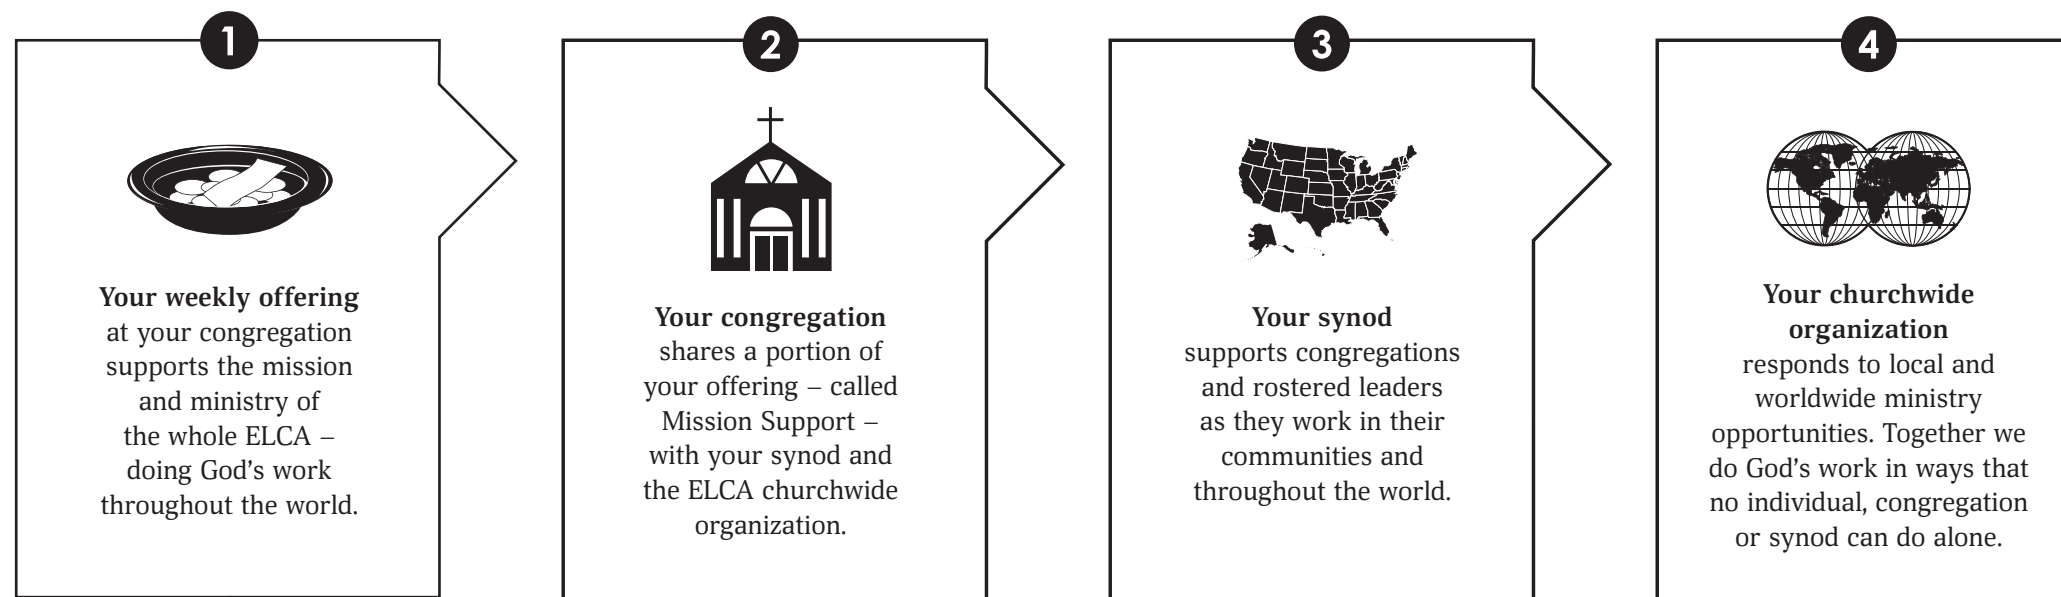 1
Your weekly offering
at your congregation
supports the mission
and ministry of
the whole ELCA –
doing God’s work
throughout the world.
2
Your congregation
shares a portion of
your offering – called
Mission Support –
with your synod and
the ELCA churchwide
organization.
3
Your synod
supports congregations
and rostered leaders
as they work in their
communities and
throughout the world.
4
Your churchwide
organization
responds to local and
worldwide ministry
opportunities. Together we
do God’s work in ways that
no individual, congregation
or synod can do alone.